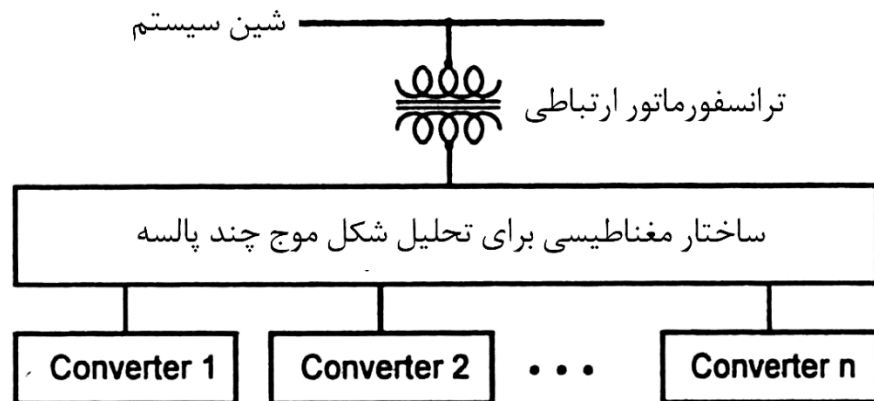 شین سیستم
ترانسفورماتور ارتباطی
ساختار مغناطیسی برای تحلیل شکل موج چند پالسه
Converter 1 Converter 2 • • • Converter n